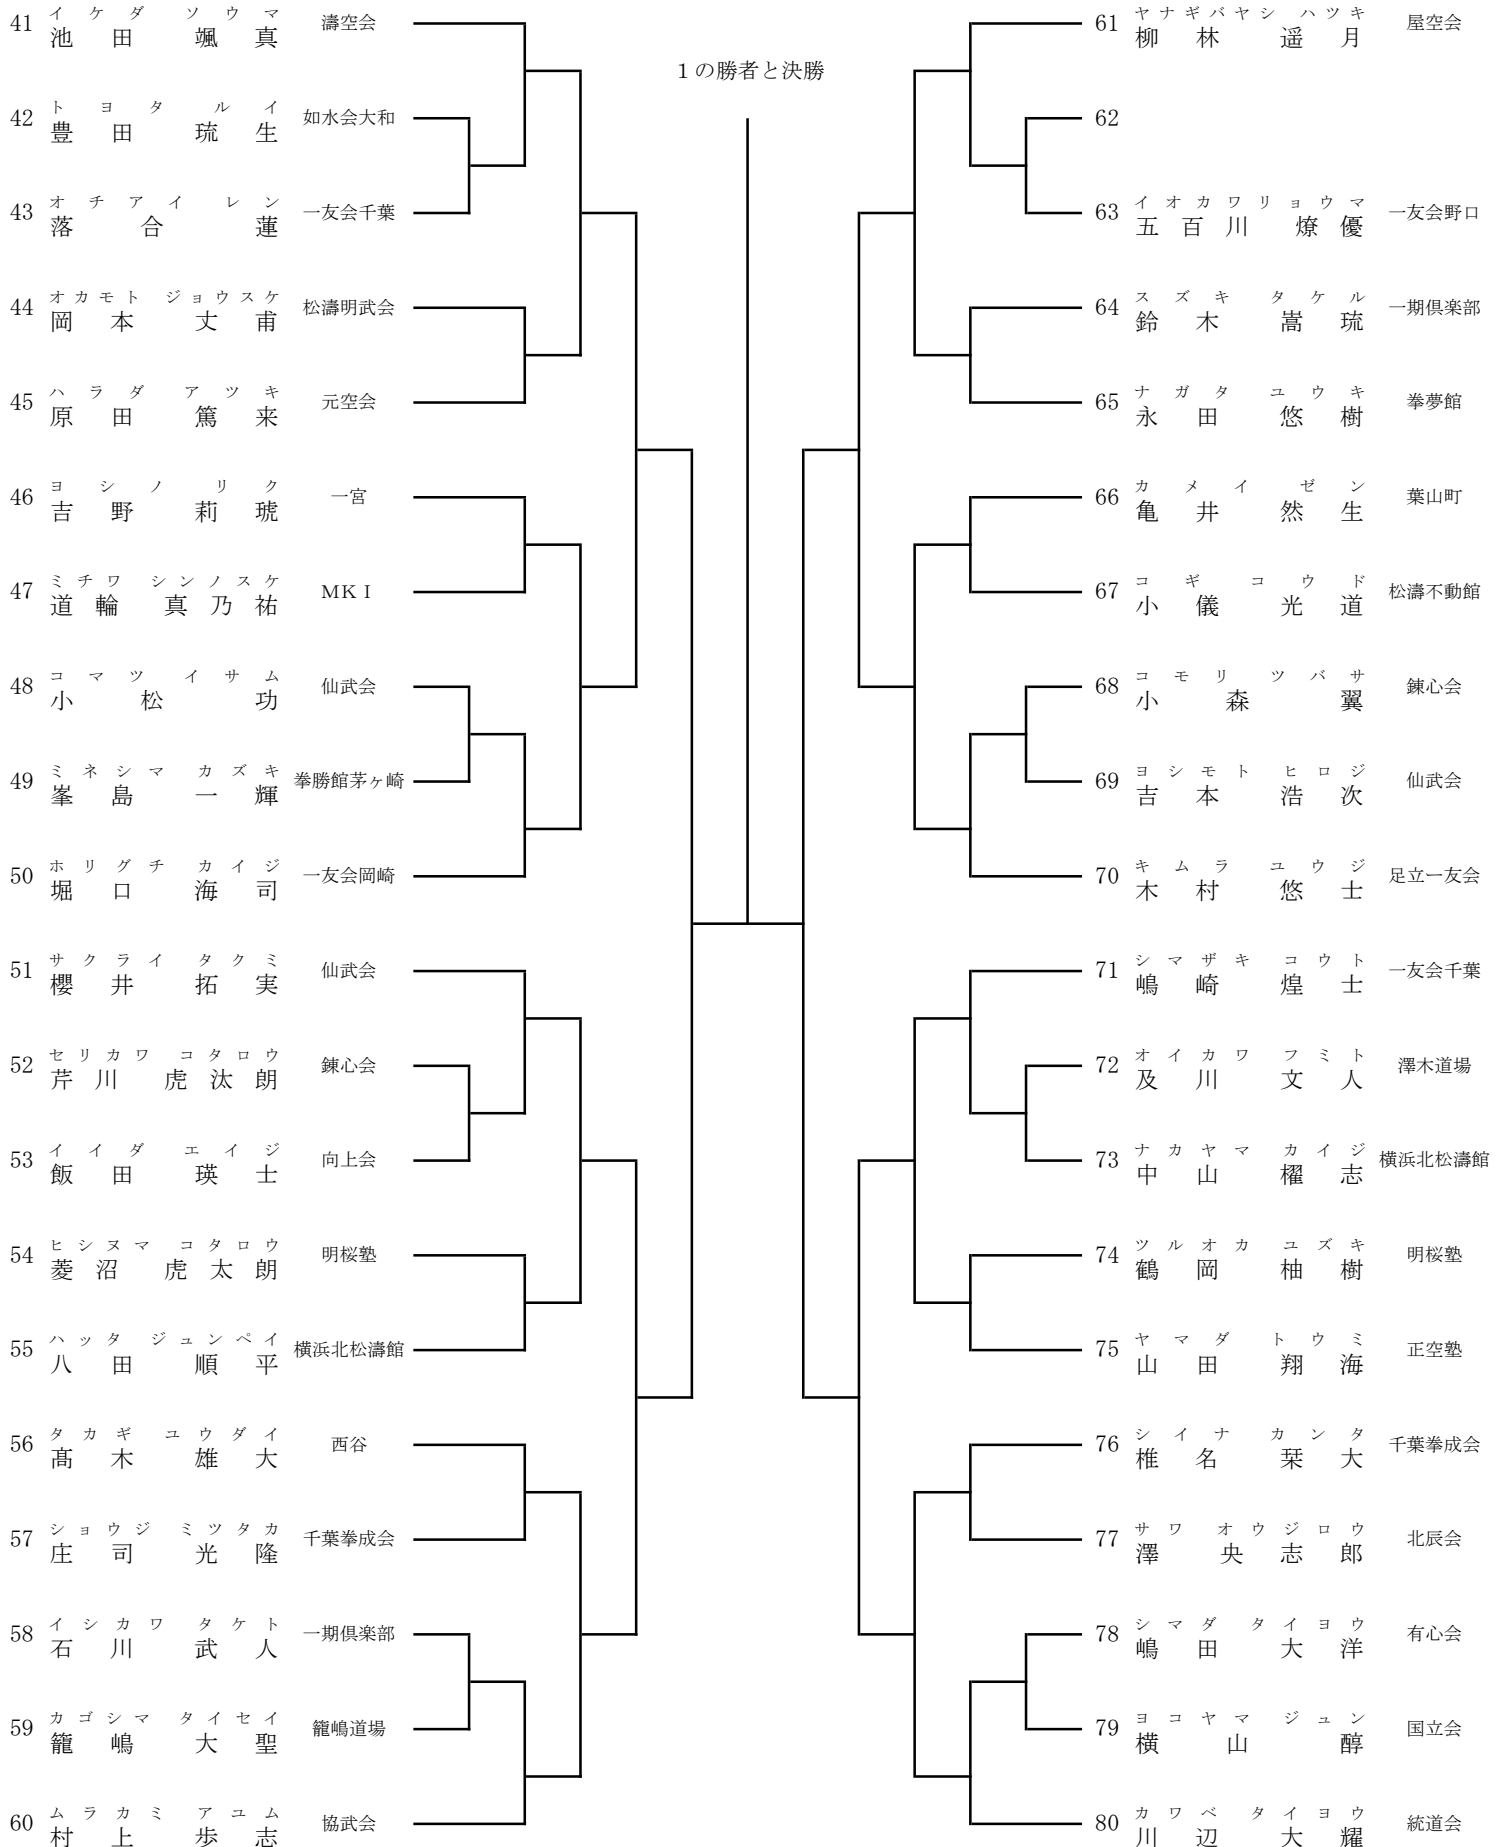 1の勝者と決勝
イケダ ソウマ
41 池田 颯真 濤空会
トヨタ ルイ
42 豊田 琉生 如水会大和
オチアイ レン
43 落合 蓮 一友会千葉
オカモト ジョウスケ
44 岡本 丈甫 松濤明武会
ハラダ アツキ
45 原田 篤来 元空会
ヨシノ リク
46 吉野 莉琥 一宮
ミチワ シンノスケ
47 道輪 真乃祐 MKI
コマツ イサム
48 小松 功 仙武会
ミネシマ カズキ
49 峯島 一輝 拳勝館茅ヶ崎
ホリグチ カイジ
50 堀口 海司 一友会岡崎
サクライ タクミ
51 櫻井 拓実 仙武会
セリカワ コタロウ
52 芹川 虎汰朗 錬心会
イイダ エイジ
53 飯田 瑛士 向上会
ヒシヌマ コタロウ
54 菱沼 虎太朗 明桜塾
ハッタ ジュンペイ
55 八田 順平 横浜北松濤館
タカギ ユウダイ
56 髙木 雄大 西谷
ショウジ ミツタカ
57 庄司 光隆 千葉拳成会
イシカワ タケト
58 石川 武人 一期倶楽部
カゴシマ タイセイ
59 籠嶋 大聖 籠嶋道場
ムラカミ アユム
60 村上 歩志 協武会
ヤナギバヤシ ハツキ
61 柳林 遥月 屋空会
62
イオカワリョウマ
63 五百川 燎優 一友会野口
スズキ タケル
64 鈴木 嵩琉 一期倶楽部
ナガタ ユウキ
65 永田 悠樹 拳夢館
カメイ ゼン
66 亀井 然生 葉山町
コギ コウド
67 小儀 光道 松濤不動館
コモリ ツバサ
68 小森 翼 錬心会
ヨシモト ヒロジ
69 吉本 浩次 仙武会
キムラ ユウジ
70 木村 悠士 足立一友会
シマザキ コウト
71 嶋崎 煌士 一友会千葉
オイカワ フミト
72 及川 文人 澤木道場
ナカヤマ カイジ
73 中山 櫂志 横浜北松濤館
ツルオカ ユズキ
74 鶴岡 柚樹 明桜塾
ヤマダ トウミ
75 山田 翔海 正空塾
シイナ カンタ
76 椎名 栞大 千葉拳成会
サワ オウジロウ
77 澤 央志郎 北辰会
シマダ タイヨウ
78 嶋田 大洋 有心会
ヨコヤマ ジュン
79 横山 醇 国立会
カワベ タイヨウ
80 川辺 大耀 統道会